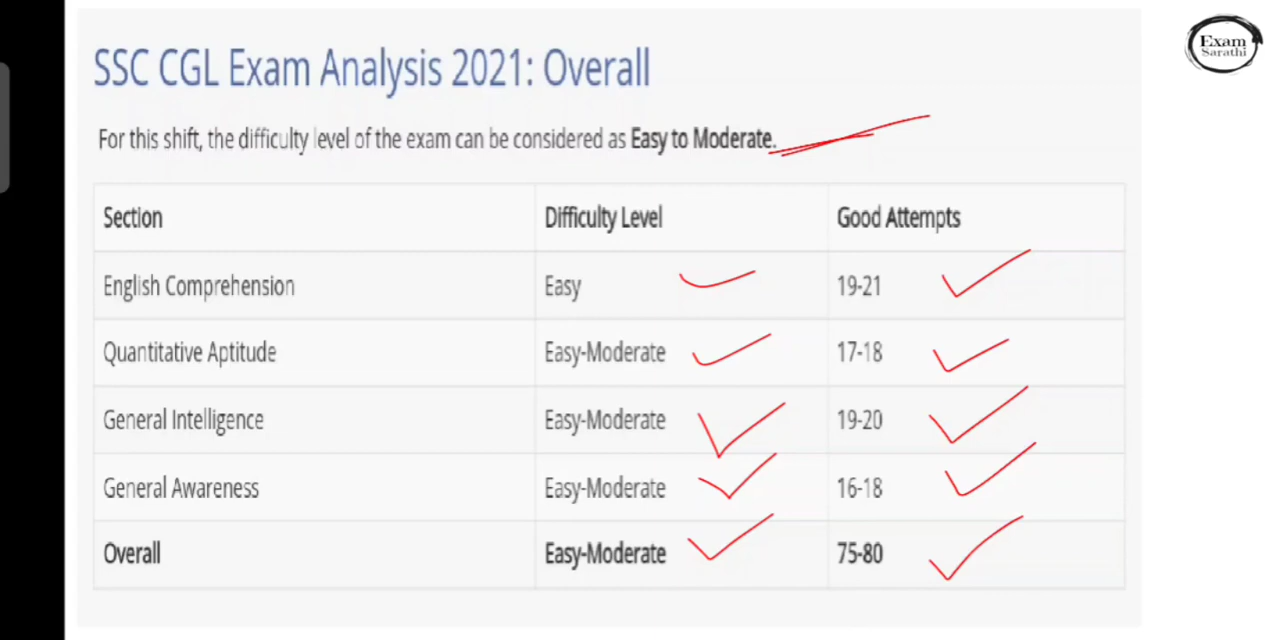 Exam
Sarathi
SSC CGL Exam Analysis 2021: Overall
For this shift, the difficulty level of the exam can be considered as Easy to Moderate.
Section Difficulty Level Good Attempts
English Comprehension Easy 19-21
Quantitative Aptitude Easy-Moderate 17-18
General Intelligence Easy-Moderate 19-20
General Awareness Easy-Moderate 16-18
Overall Easy-Moderate 75-80